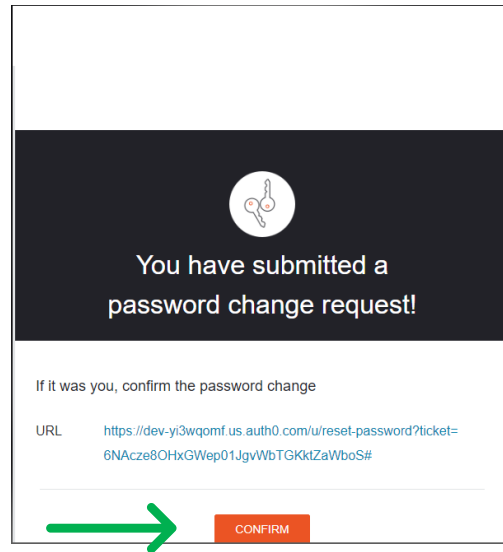 You have submitted a
password change request!
If it was you, confirm the password change
URL https://dev-yi3wqomf.us.auth0.com/u/reset-password?ticket=
6NAcze8OHxGWep01JgvWbTGKktZaWboS#
CONFIRM